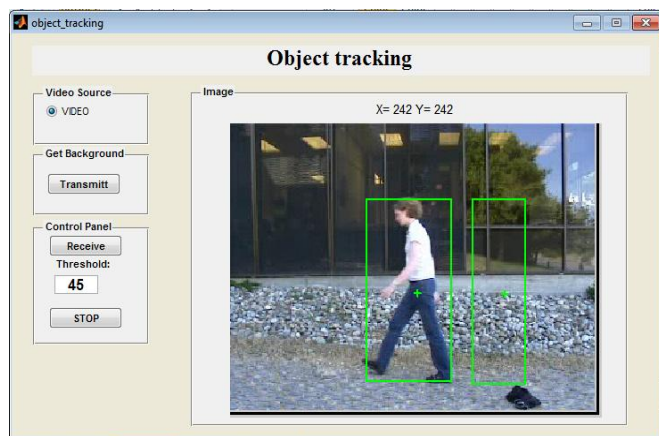 object_tracking
Object tracking
Video Source
VIDEO
Get Background
Transmitt
Control Panel
Receive
Threshold:
45
STOP
Image
X= 242 Y= 242